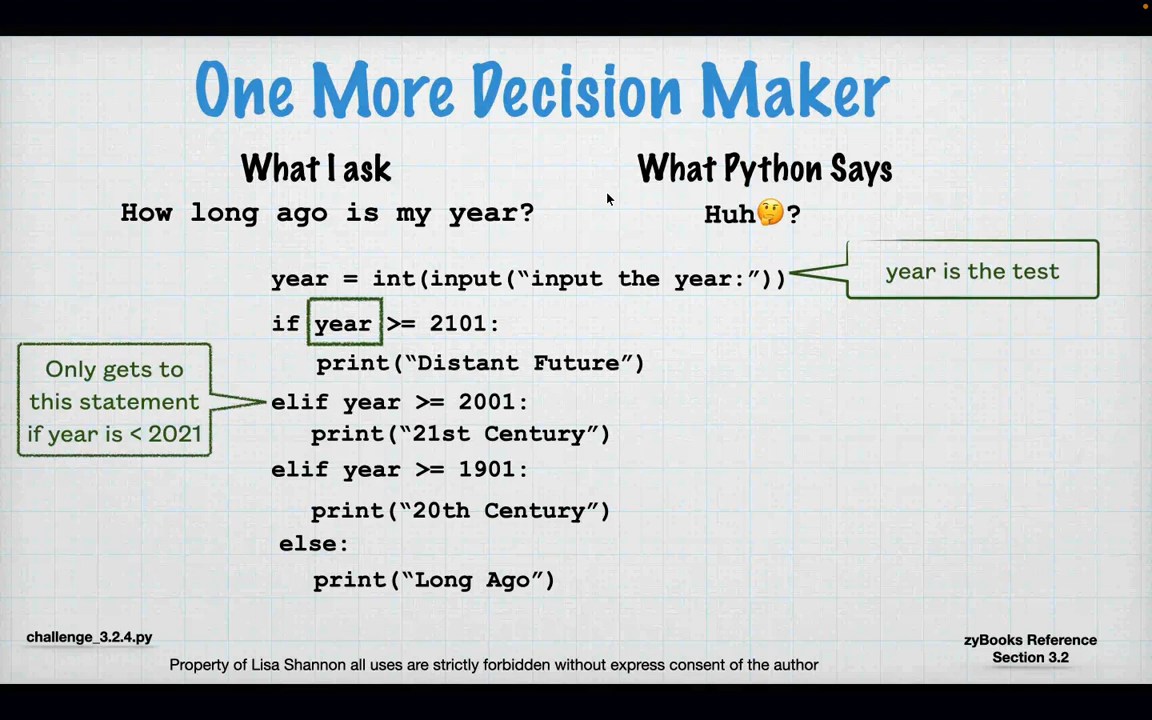 One More Decision Maker
What I ask
What Python Says
How long ago is my year?
Huh🤔?
year = int(input(“input the year:”))
year is the test
if year >= 2101:
print(“Distant Future”)
Only gets to
this statement
if year is < 2021
elif year >= 2001:
print(“21st Century”)
elif year >= 1901:
print(“20th Century”)
else:
print(“Long Ago”)
challenge_3.2.4.py
zyBooks Reference
Section 3.2
Property of Lisa Shannon all uses are strictly forbidden without express consent of the author